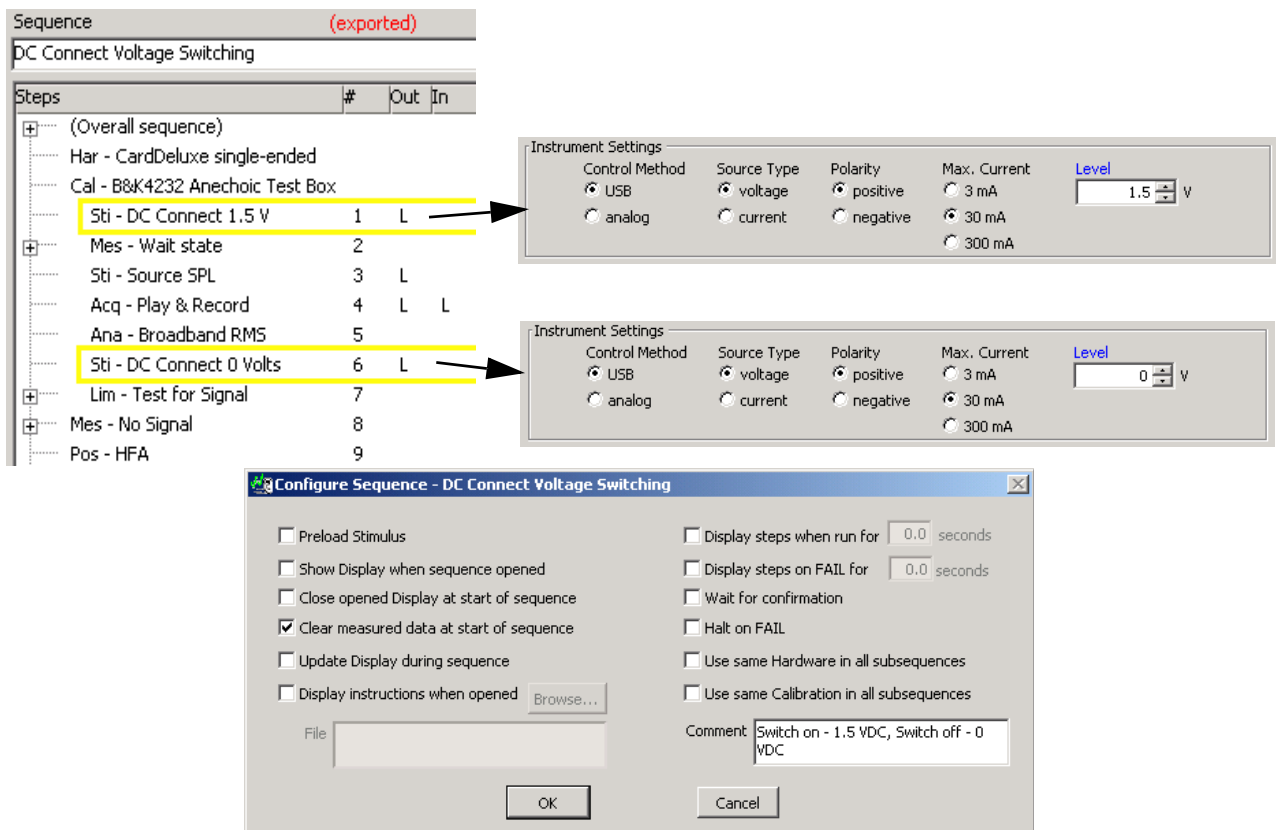 Sequence (exported)
DC Connect Voltage Switching
Steps # Out In
(Overall sequence)
Har - CardDeluxe single-ended
Cal - B&K4232 Anechoic Test Box
Sti - DC Connect 1.5 V 1 L
Mes - Wait state 2
Sti - Source SPL 3 L
Acq - Play & Record 4 L L
Ana - Broadband RMS 5
Sti - DC Connect 0 Volts 6 L
Lim - Test for Signal 7
Mes - No Signal 8
Pos - HFA 9
Instrument Settings
Control Method Source Type Polarity Max. Current Level
USB voltage positive 3 mA 1.5 V
analog current negative 30 mA
300 mA
Instrument Settings
Control Method Source Type Polarity Max. Current Level
USB voltage positive 3 mA 0 V
analog current negative 30 mA
300 mA
Configure Sequence - DC Connect Voltage Switching
Preload Stimulus
Show Display when sequence opened
Close opened Display at start of sequence
Clear measured data at start of sequence
Update Display during sequence
Display instructions when opened Browse...
File
Display steps when run for 0.0 seconds
Display steps on FAIL for 0.0 seconds
Wait for confirmation
Halt on FAIL
Use same Hardware in all subsequences
Use same Calibration in all subsequences
Comment Switch on - 1.5 VDC, Switch off - 0
VDC
OK Cancel